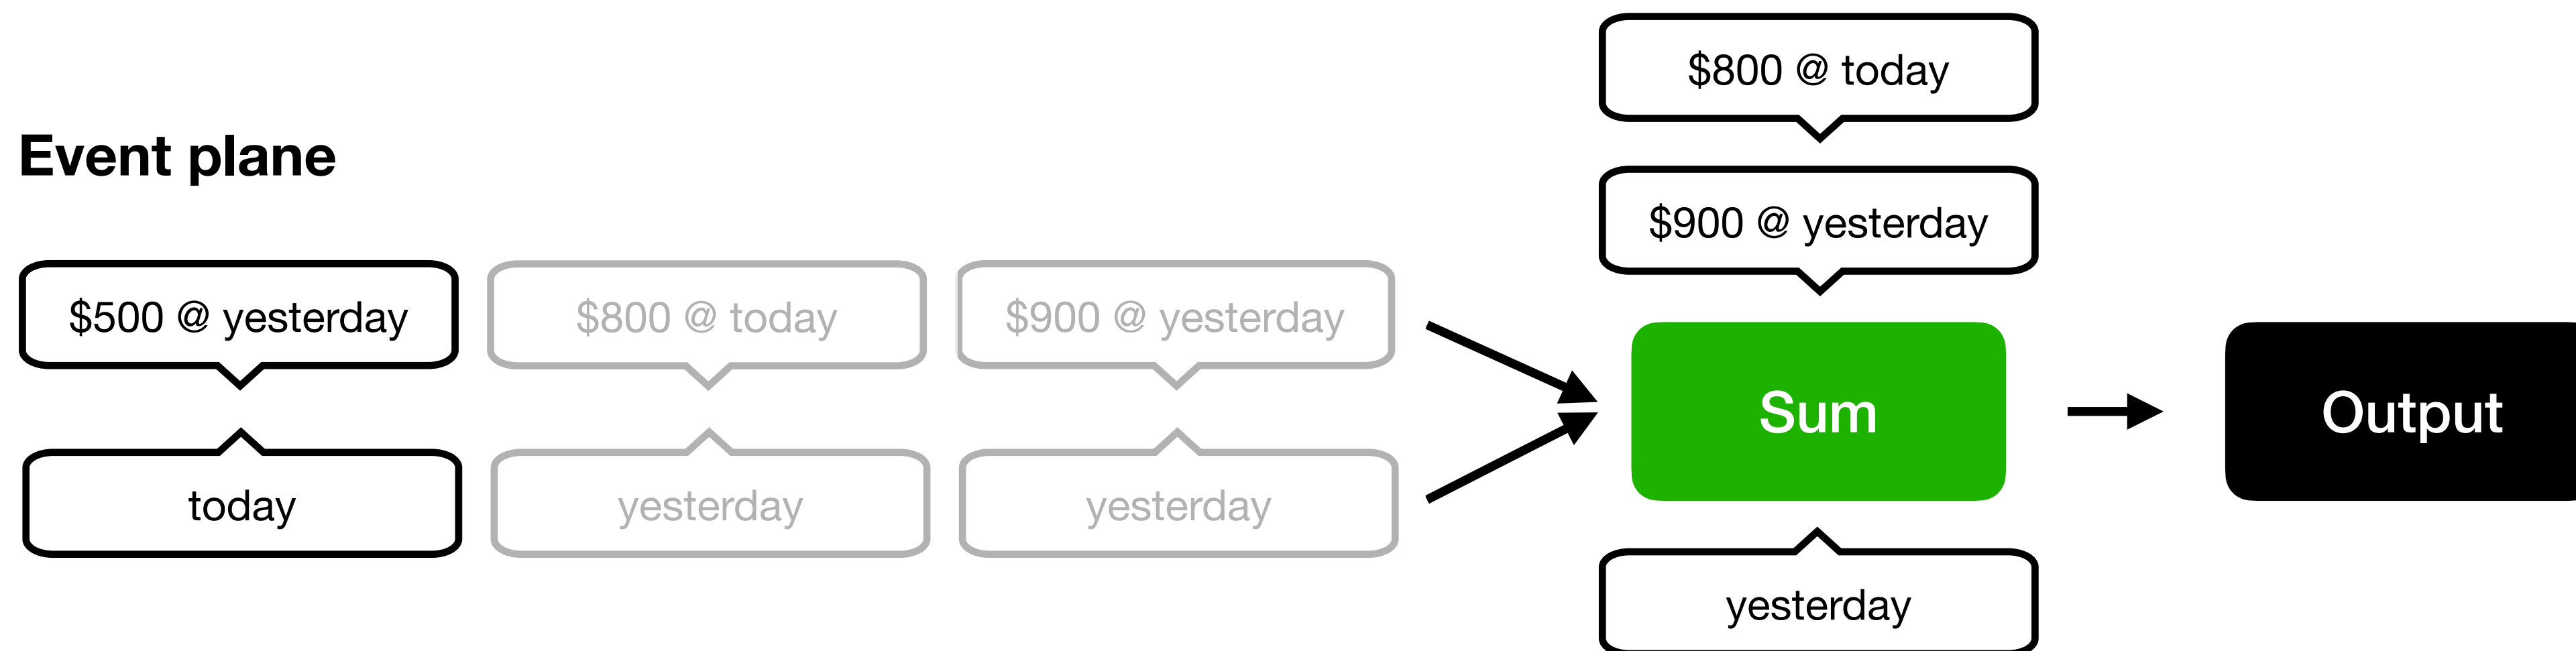 $800 @ today
Event plane
$900 @ yesterday
$500 @ yesterday
$800 @ today
$900 @ yesterday
Sum
Output
today
yesterday
yesterday
yesterday